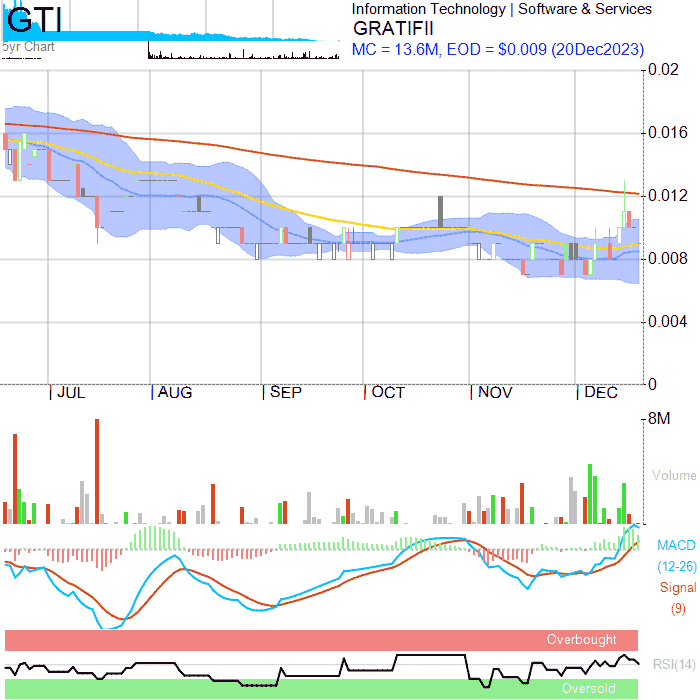 GTI
5yr Chart
Information Technology | Software & Services
GRATIFII
MC = 13.6M, EOD = $0.009 (20Dec2023)
0.02
0.016
0.012
0.008
0.004
0
JUL
AUG
SEP
OCT
NOV
DEC
8M
Volume
MACD
(12-26)
Signal
(9)
Overbought
RSI(14)
Oversold